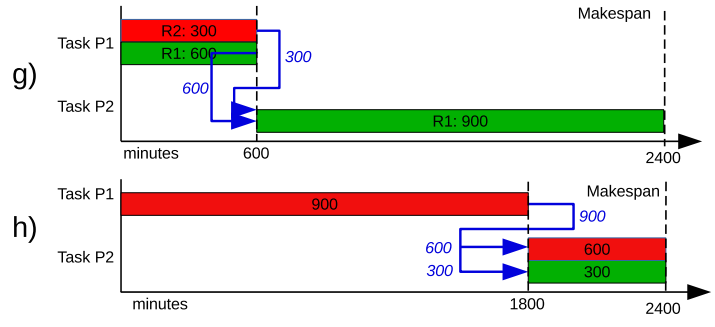 Makespan
Task P1
R2: 300
R1: 600
300
g)
600
Task P2
R1: 900
minutes
600
2400
Task P1
Makespan
900
900
h)
Task P2
600
600
300
300
minutes
1800
2400